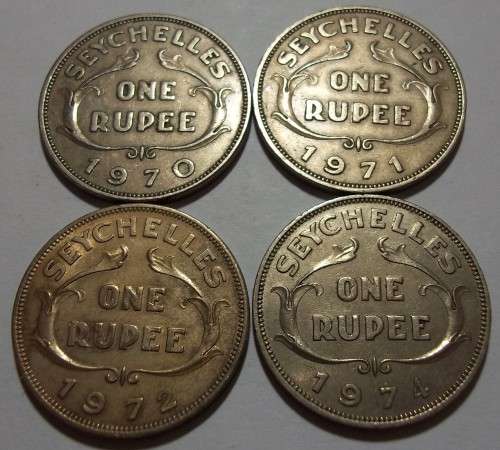 SEYCHELLES
ONE
RUPEE
1970
SEYCHELLES
ONE
RUPEE
1971
SEYCHELLES
ONE
RUPEE
1972
SEYCHELLES
ONE
RUPEE
1974